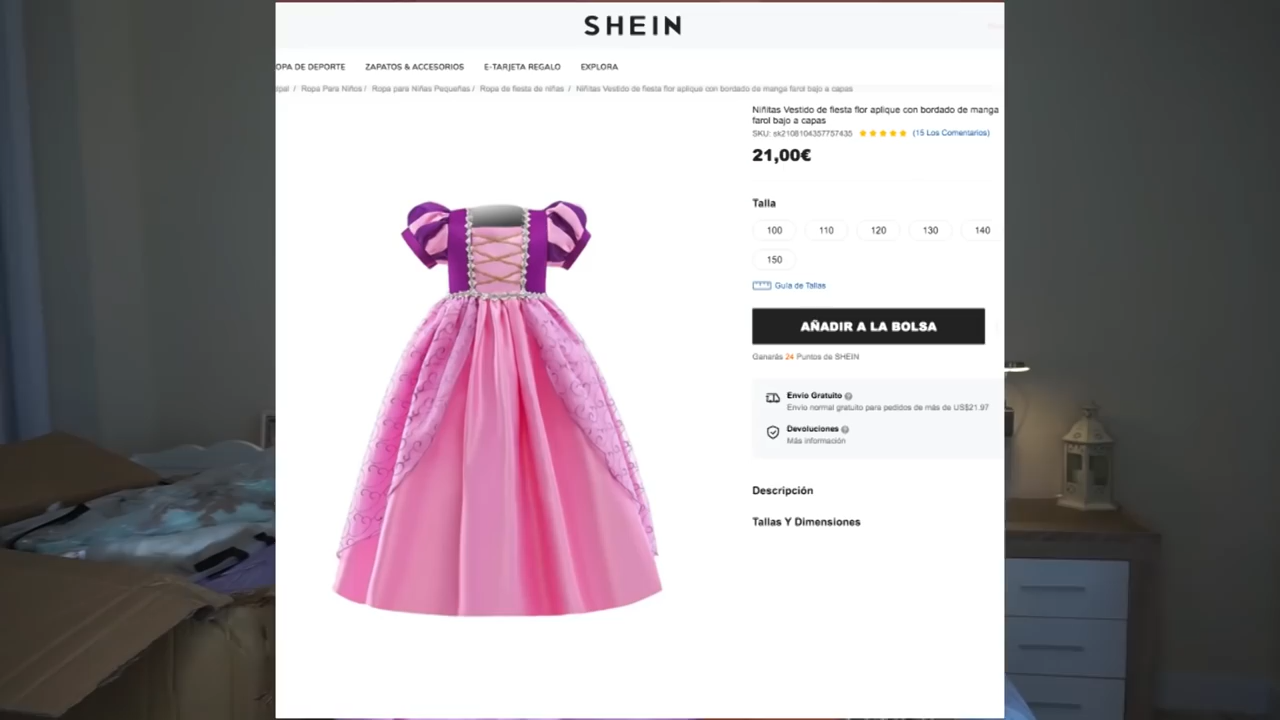 SHEIN
OPA DE DEPORTE ZAPATOS & ACCESORIOS E-TARJETA REGALO EXPLORA
/ Ropa Para Niños / Ropa para Niñas Pequeñas / Ropa de fiesta de niñas / Niñitas Vestido de fiesta flor aplique con bordado de manga farol bajo a capas
Niñitas Vestido de fiesta flor aplique con bordado de manga
farol bajo a capas
SKU: sk2108104357757435 (15 Los Comentarios)
21,00€
Talla
100 110 120 130 140
150
Guía de Tallas
AÑADIR A LA BOLSA
Ganarás 24 Puntos de SHEIN
Envío Gratuito
Envío normal gratuito para pedidos de más de US$21.97
Devoluciones
Más información
Descripción
Tallas Y Dimensiones